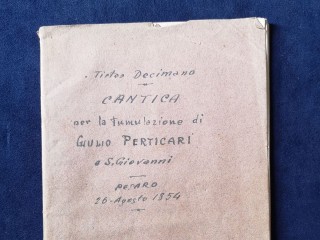 Tirteo Decimano
CANTICA
per la tumulazione di
GIULIO PERTICARI
a S. Giovanni
PESARO
26 Agosto 1854